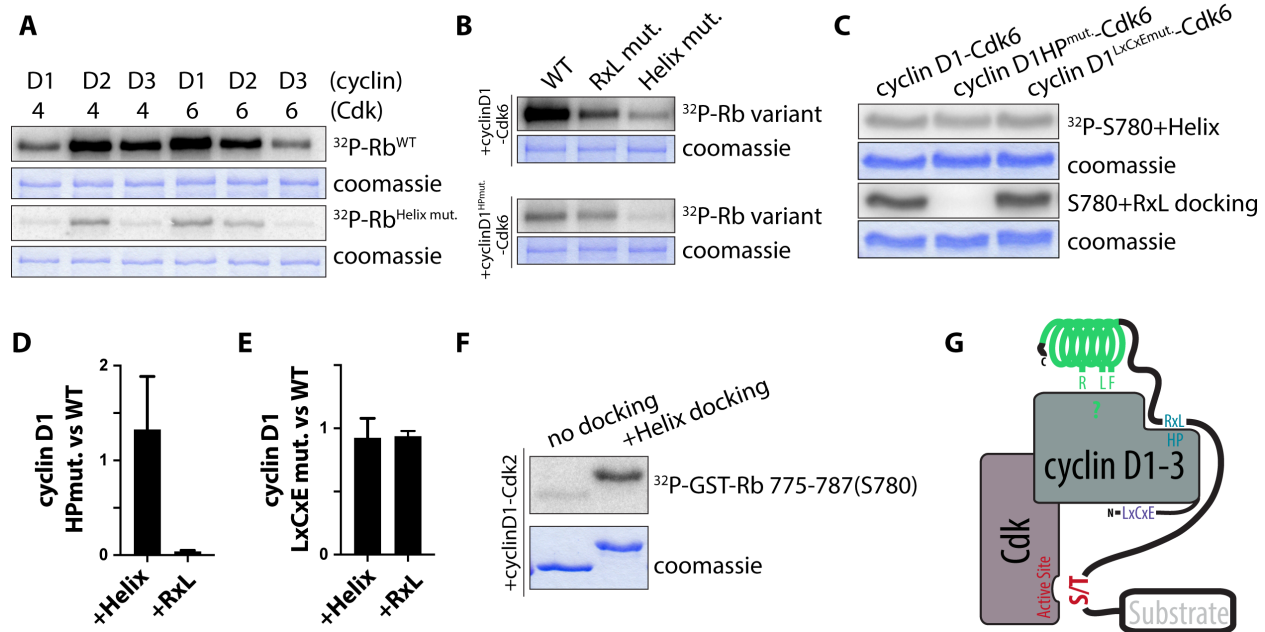 A
D1 D2 D3 D1 D2 D3 (cyclin)
4 4 4 6 6 6 (Cdk)
32P-RbWT
coomassie
32P-RbHelix mut.
coomassie
B
WT RxL mut. Helix mut.
+cyclinD1
-Cdk6
32P-Rb variant
coomassie
+cyclinD1HPmut.
-Cdk6
32P-Rb variant
coomassie
C
cyclin D1-Cdk6
cyclin D1HPmut.-Cdk6
cyclin D1LxCxEmut.-Cdk6
32P-S780+Helix
coomassie
S780+RxL docking
coomassie
D
cyclin D1
HPmut. vs WT
2
1
0
+Helix
+RxL
E
cyclin D1
LxCxE mut. vs WT
1
0
+Helix
+RxL
F
no docking
+Helix docking
+cyclinD1-Cdk2
32P-GST-Rb 775-787(S780)
coomassie
G
C
R L F
?
RxL
HP
cyclin D1-3
N
LxCxE
Cdk
Active Site
S/T
Substrate